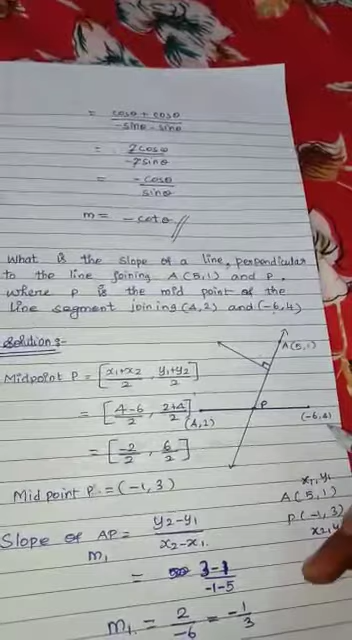 = cosθ + cosθ / -sinθ - sinθ
= 2cosθ / -2sinθ
= -cosθ / sinθ
m = -cotθ //
What is the slope of a line, perpendicular
to the line joining A(5,1) and P,
where P is the mid point of the
line segment joining (4,2) and (-6,4)
Solution :-
A(5,1)
Midpoint P = [x1+x2 / 2 , y1+y2 / 2]
= [4-6 / 2 , 2+4 / 2]
(4,2) P (-6,4)
= [-2 / 2 , 6 / 2]
Mid point P = (-1,3)
x1, y1
A(5,1)
P(-1,3)
Slope of AP = y2-y1 / x2-x1
m1
= 3-1 / -1-5
m1 = 2 / -6 = -1 / 3